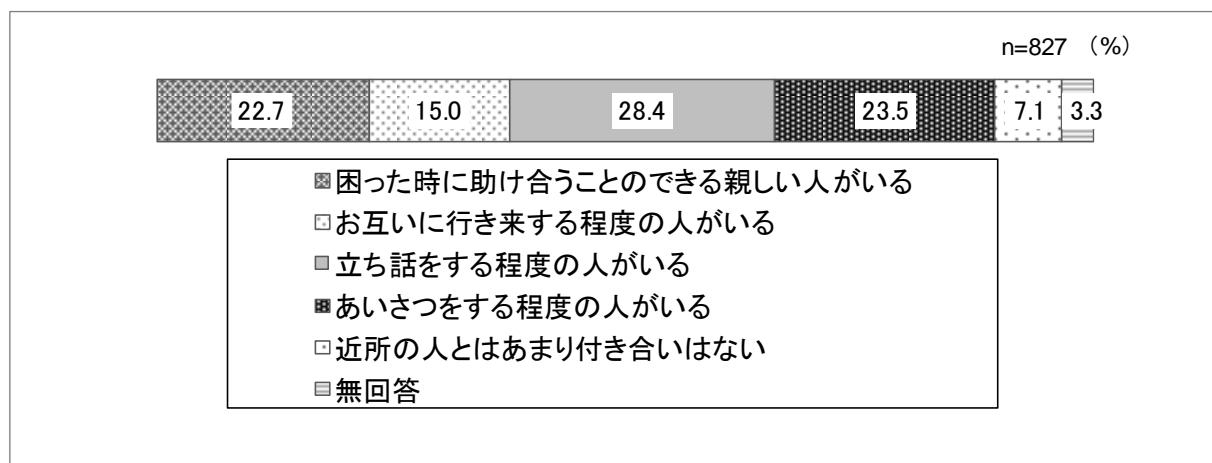 n=827 （%）
22.7 15.0 28.4 23.5 7.1 3.3
困った時に助け合うことのできる親しい人がいる
お互いに行き来する程度の人がいる
立ち話をする程度の人がいる
あいさつをする程度の人がいる
近所の人とはあまり付き合いはない
無回答